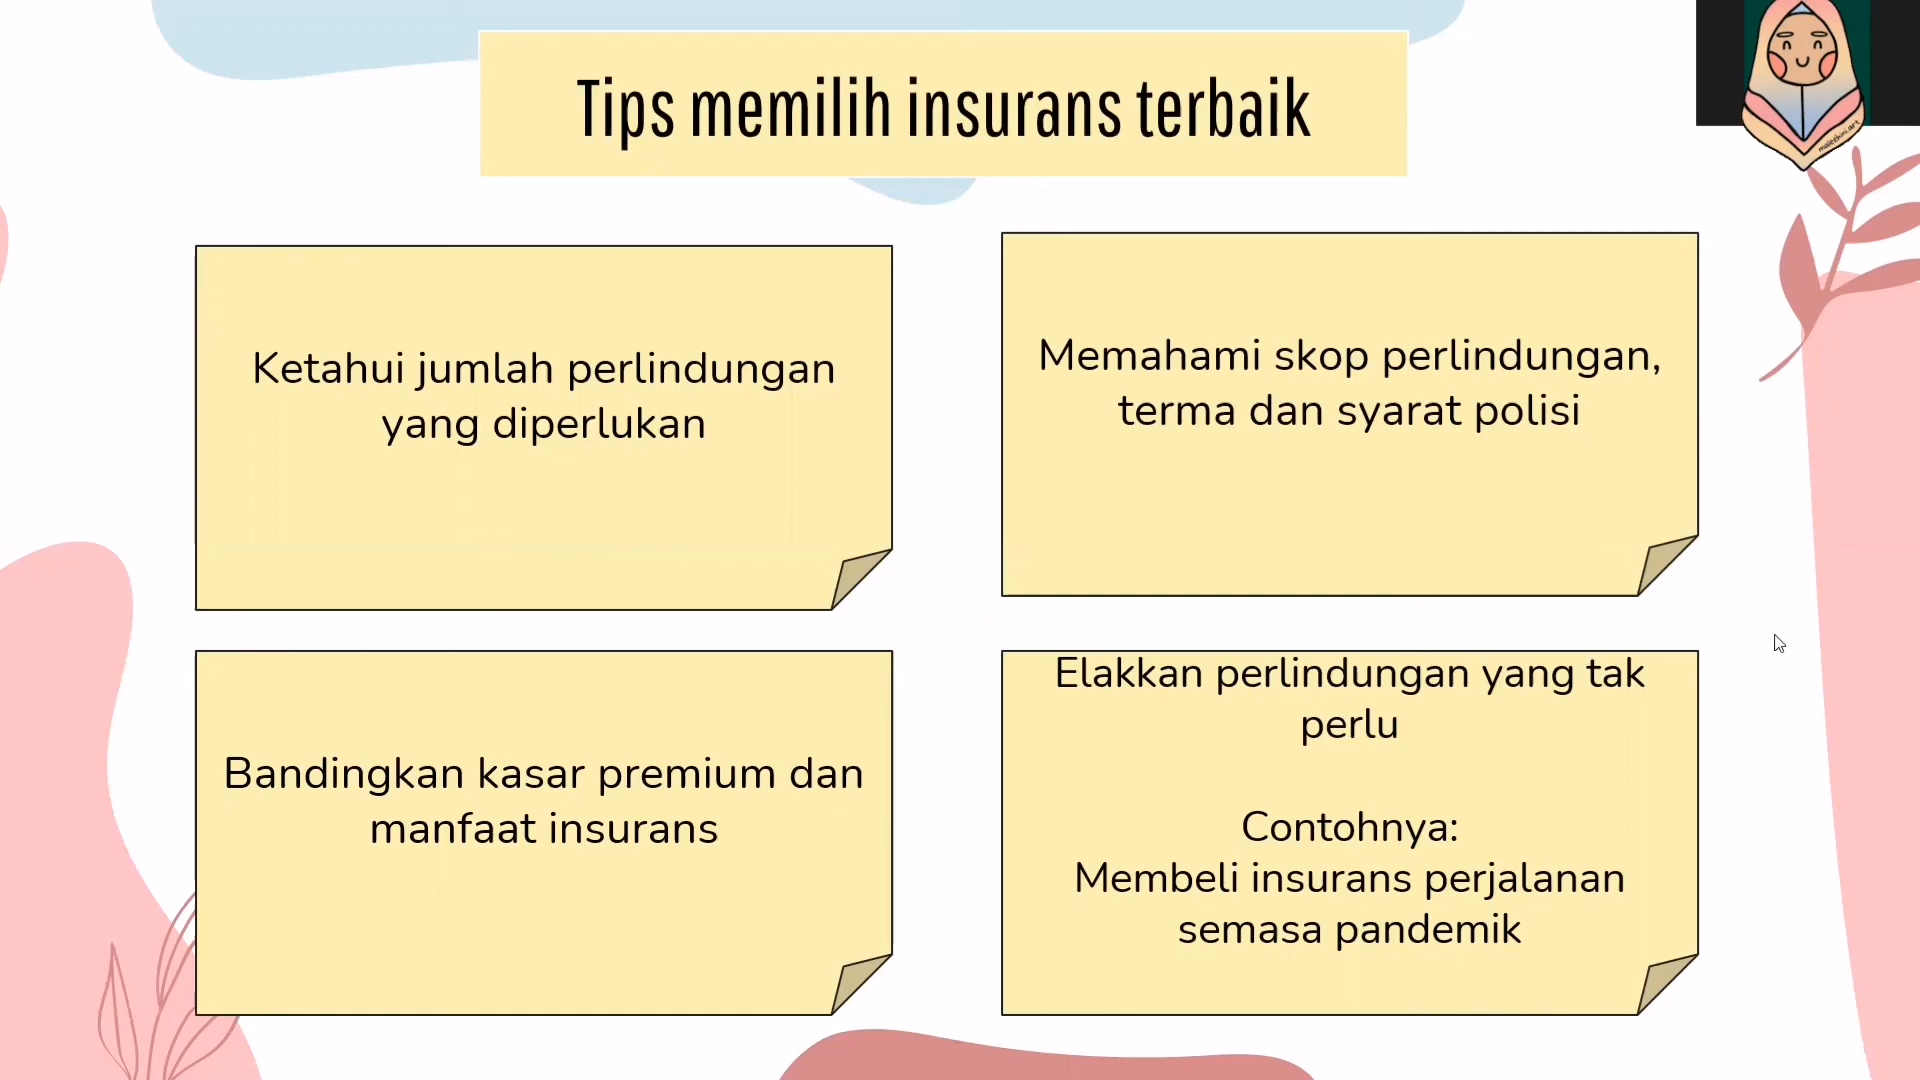 Tips memilih insurans terbaik
Ketahui jumlah perlindungan
yang diperlukan
Memahami skop perlindungan,
terma dan syarat polisi
Bandingkan kasar premium dan
manfaat insurans
Elakkan perlindungan yang tak
perlu
Contohnya:
Membeli insurans perjalanan
semasa pandemik